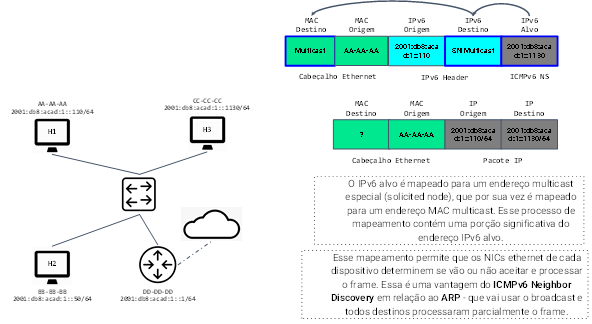 MAC Destino
MAC Origem
IPv6 Origem
IPv6 Destino
IPv6 Alvo
Multicast
AA-AA-AA
2001:db8:aca d:1::110
SN Multicast
2001:db8:aca d:1::1130
Cabeçalho Ethernet
IPv6 Header
ICMPv6 NS
AA-AA-AA
2001:db8:acad:1::110/64
H1
CC-CC-CC
2001:db8:acad:1::1130/64
H3
H2
BB-BB-BB
2001:db8:acad:1::50/64
DD-DD-DD
2001:db8:acad:1::1/64
MAC Destino
MAC Origem
IP Origem
IP Destino
?
AA-AA-AA
2001:db8:aca d:1::110/64
2001:db8:aca d:1::1130/64
Cabeçalho Ethernet
Pacote IP
O IPv6 alvo é mapeado para um endereço multicast
especial (solicited node), que por sua vez é mapeado
para um endereço MAC multicast. Esse processo de
mapeamento contém uma porção significativa do
endereço IPv6 alvo.
Esse mapeamento permite que os NICs ethernet de cada
dispositivo determinem se vão ou não aceitar e processar
o frame. Essa é uma vantagem do ICMPv6 Neighbor
Discovery em relação ao ARP - que vai usar o broadcast e
todos destinos processaram parcialmente o frame.